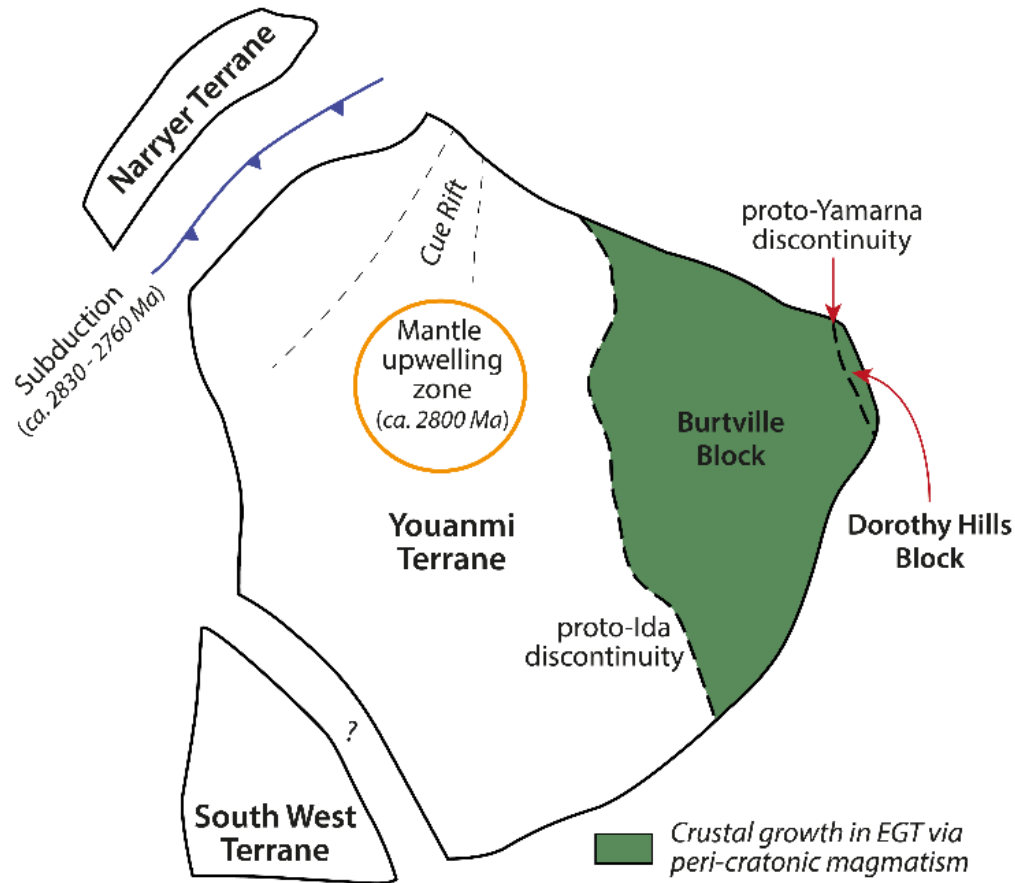 Narryer Terrane
Subduction
(ca. 2830 - 2760 Ma)
Cue Rift
Mantle
upwelling
zone
(ca. 2800 Ma)
proto-Yamarna
discontinuity
Burtville
Block
Youanmi
Terrane
Dorothy Hills
Block
proto-Ida
discontinuity
?
South West
Terrane
Crustal growth in EGT via
peri-cratonic magmatism